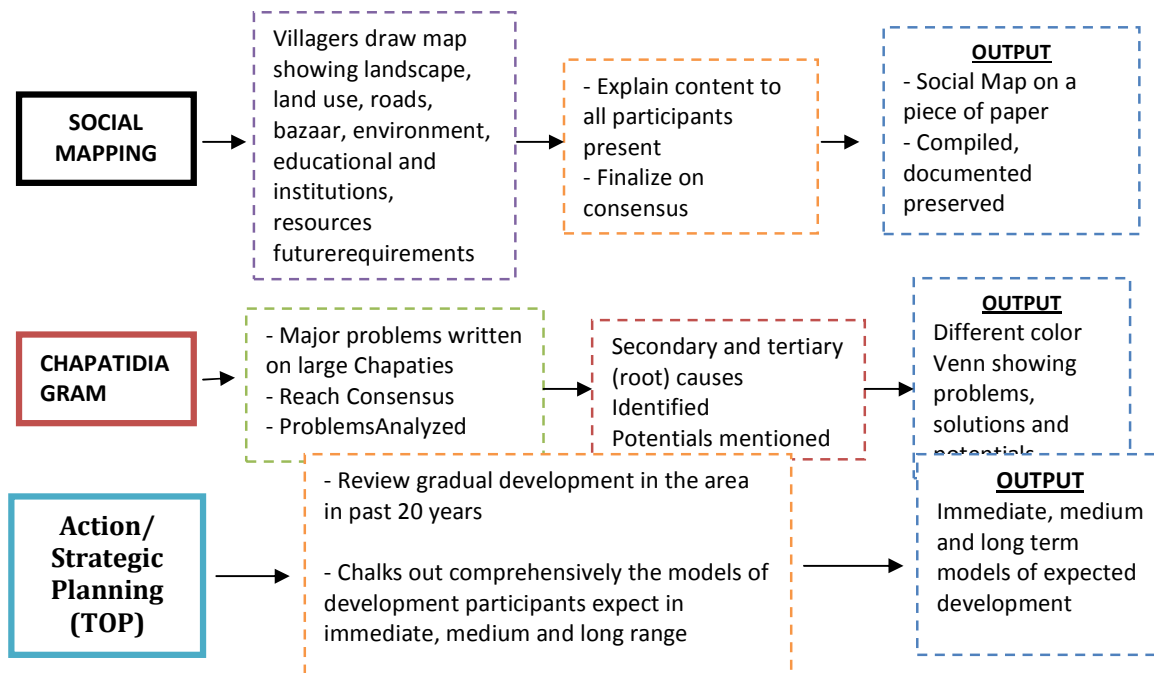 SOCIAL
MAPPING
Villagers draw map
showing landscape,
land use, roads,
bazaar, environment,
educational and
institutions,
resources
futurerequirements
- Explain content to
all participants
present
- Finalize on
consensus
OUTPUT
- Social Map on a
piece of paper
- Compiled,
documented
preserved
CHAPATIDIA
GRAM
- Major problems written
on large Chapaties
- Reach Consensus
- ProblemsAnalyzed
Secondary and tertiary
(root) causes
Identified
Potentials mentioned
OUTPUT
Different color
Venn showing
problems,
solutions and
potentials
Action/
Strategic
Planning
(TOP)
- Review gradual development in the area
in past 20 years
- Chalks out comprehensively the models of
development participants expect in
immediate, medium and long range
OUTPUT
Immediate, medium
and long term
models of expected
development